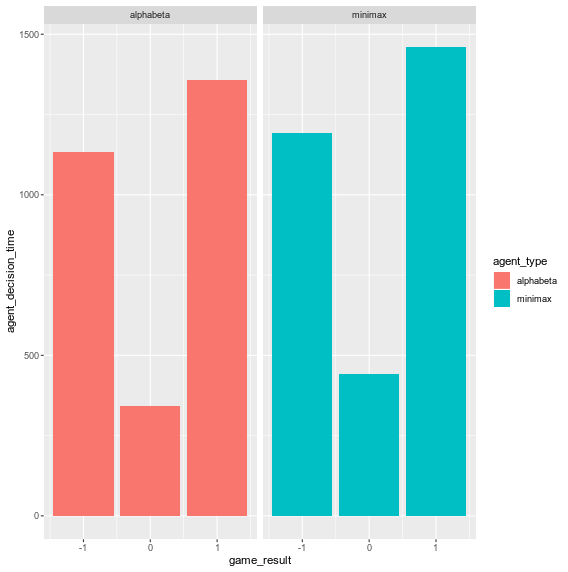 alphabeta
minimax
1500
1000
500
0
agent_decision_time
-1
0
1
-1
0
1
game_result
agent_type
alphabeta
minimax